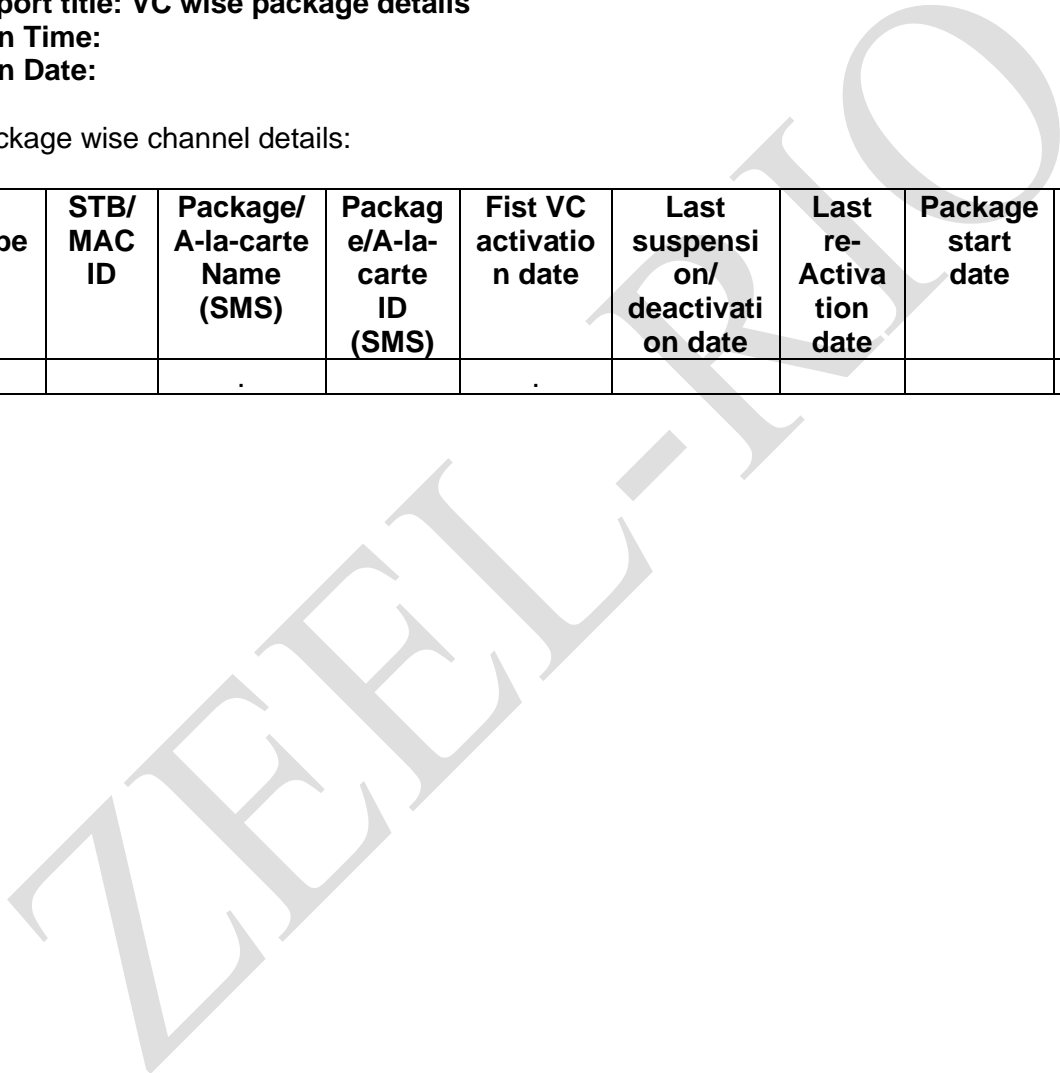 port title: VC wise package details
n Time:
n Date:
ckage wise channel details:
pe
STB/
MAC
ID
Package/
A-la-carte
Name
(SMS)
Packag
e/A-la-
carte
ID
(SMS)
Fist VC
activatio
n date
Last
suspensi
on/
deactivati
on date
Last
re-
Activa
tion
date
Package
start
date
.
.
ZEEL-RIO